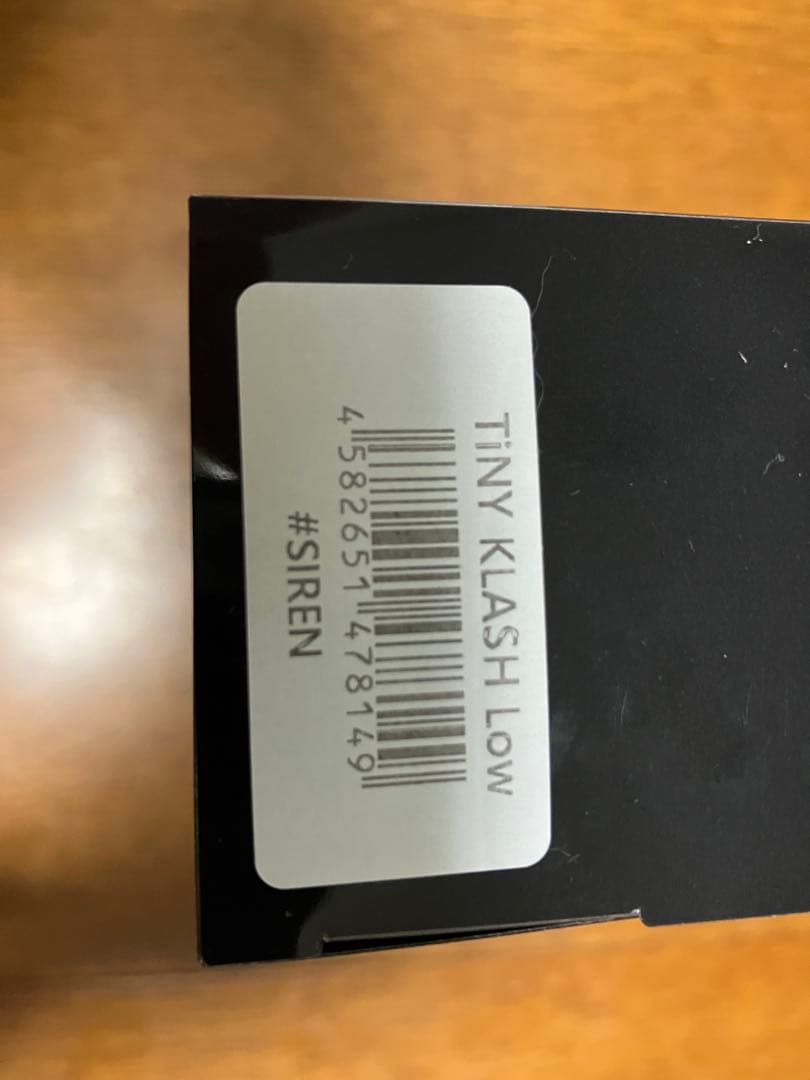 TiNY KLASH LoW
4 582651 478149
#SIREN